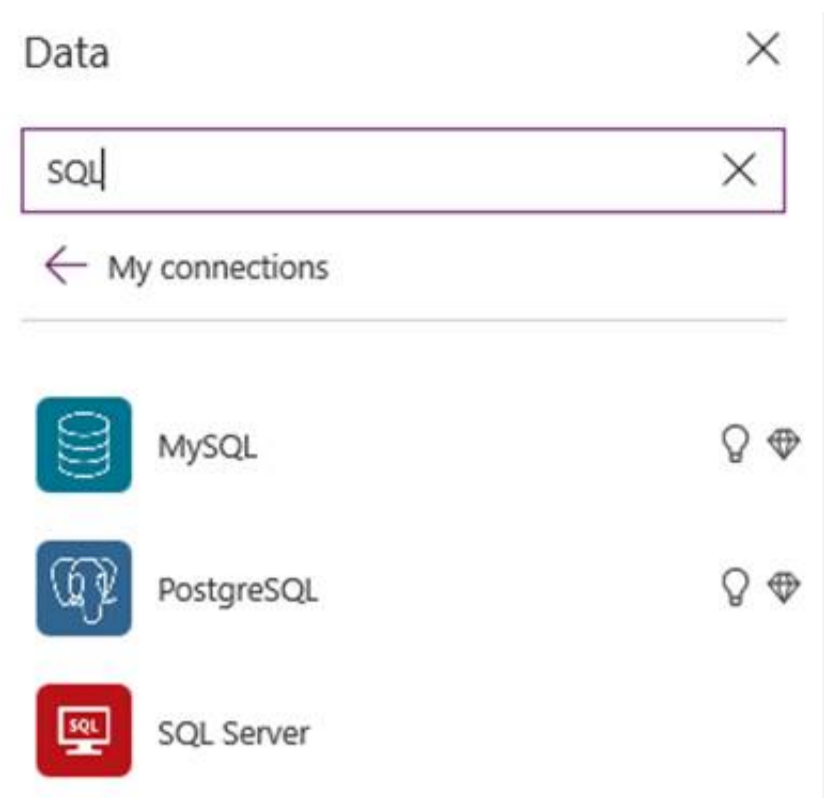 Data
SQL
My connections
MySQL
PostgreSQL
SQL
SQL Server